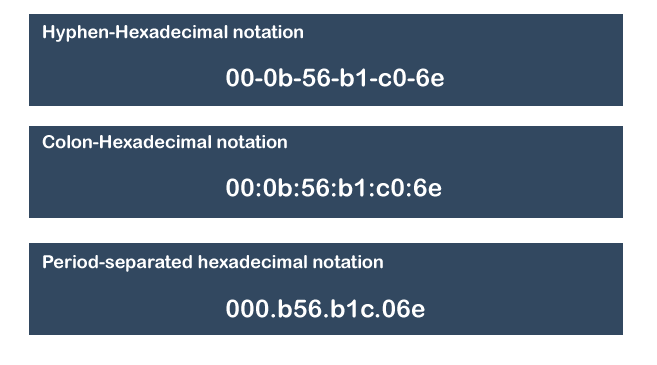 Hyphen-Hexadecimal notation
00-0b-56-b1-c0-6e
Colon-Hexadecimal notation
00:0b:56:b1:c0:6e
Period-separated hexadecimal notation
000.b56.b1c.06e